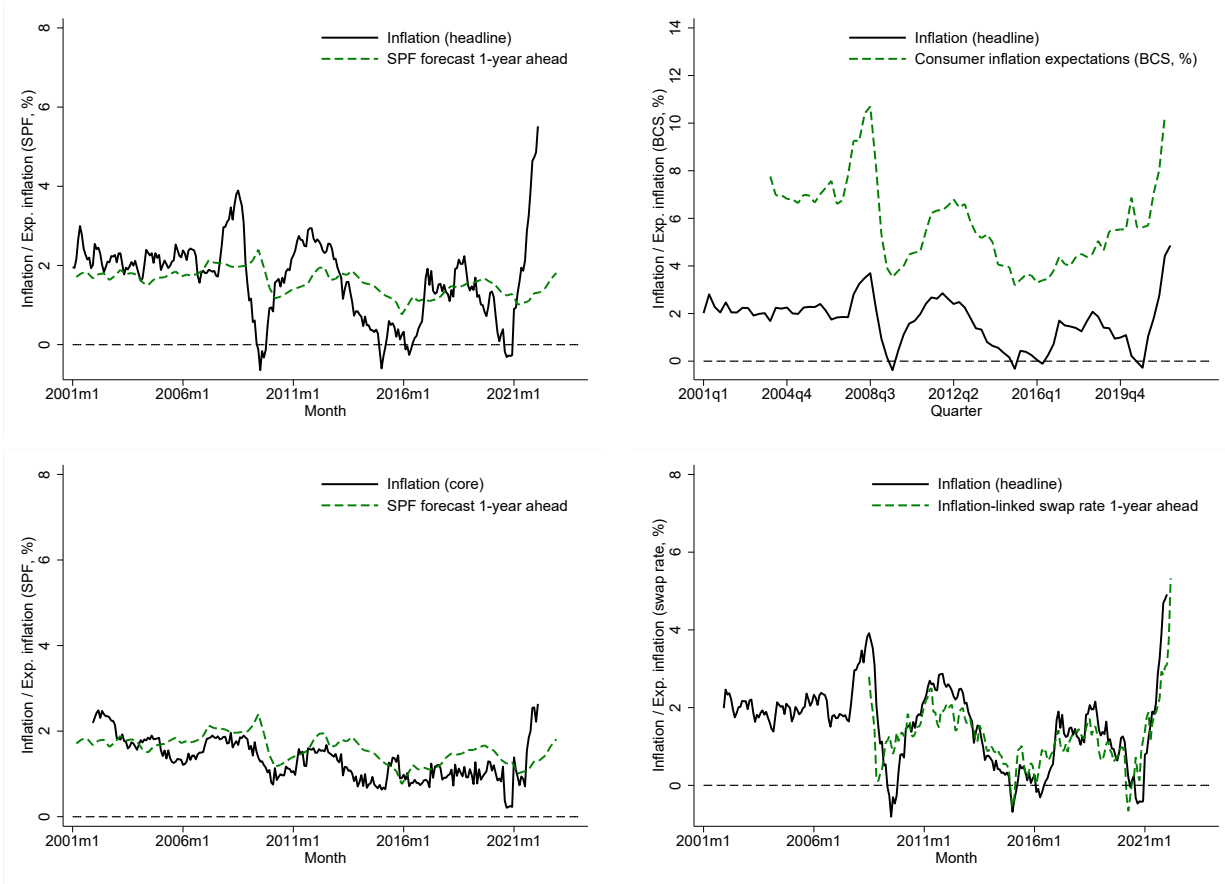 Inflation / Exp. inflation (SPF, %)
8
6
4
2
0
Inflation (headline)
SPF forecast 1-year ahead
2001m1 2006m1 2011m1 2016m1 2021m1
Month
Inflation / Exp. inflation (BCS, %)
14
12
10
8
6
4
2
0
Inflation (headline)
Consumer inflation expectations (BCS, %)
2001q1 2004q4 2008q3 2012q2 2016q1 2019q4
Quarter
Inflation / Exp. inflation (SPF, %)
8
6
4
2
0
Inflation (core)
SPF forecast 1-year ahead
2001m1 2006m1 2011m1 2016m1 2021m1
Month
Inflation / Exp. inflation (swap rate, %)
8
6
4
2
0
Inflation (headline)
Inflation-linked swap rate 1-year ahead
2001m1 2006m1 2011m1 2016m1 2021m1
Month